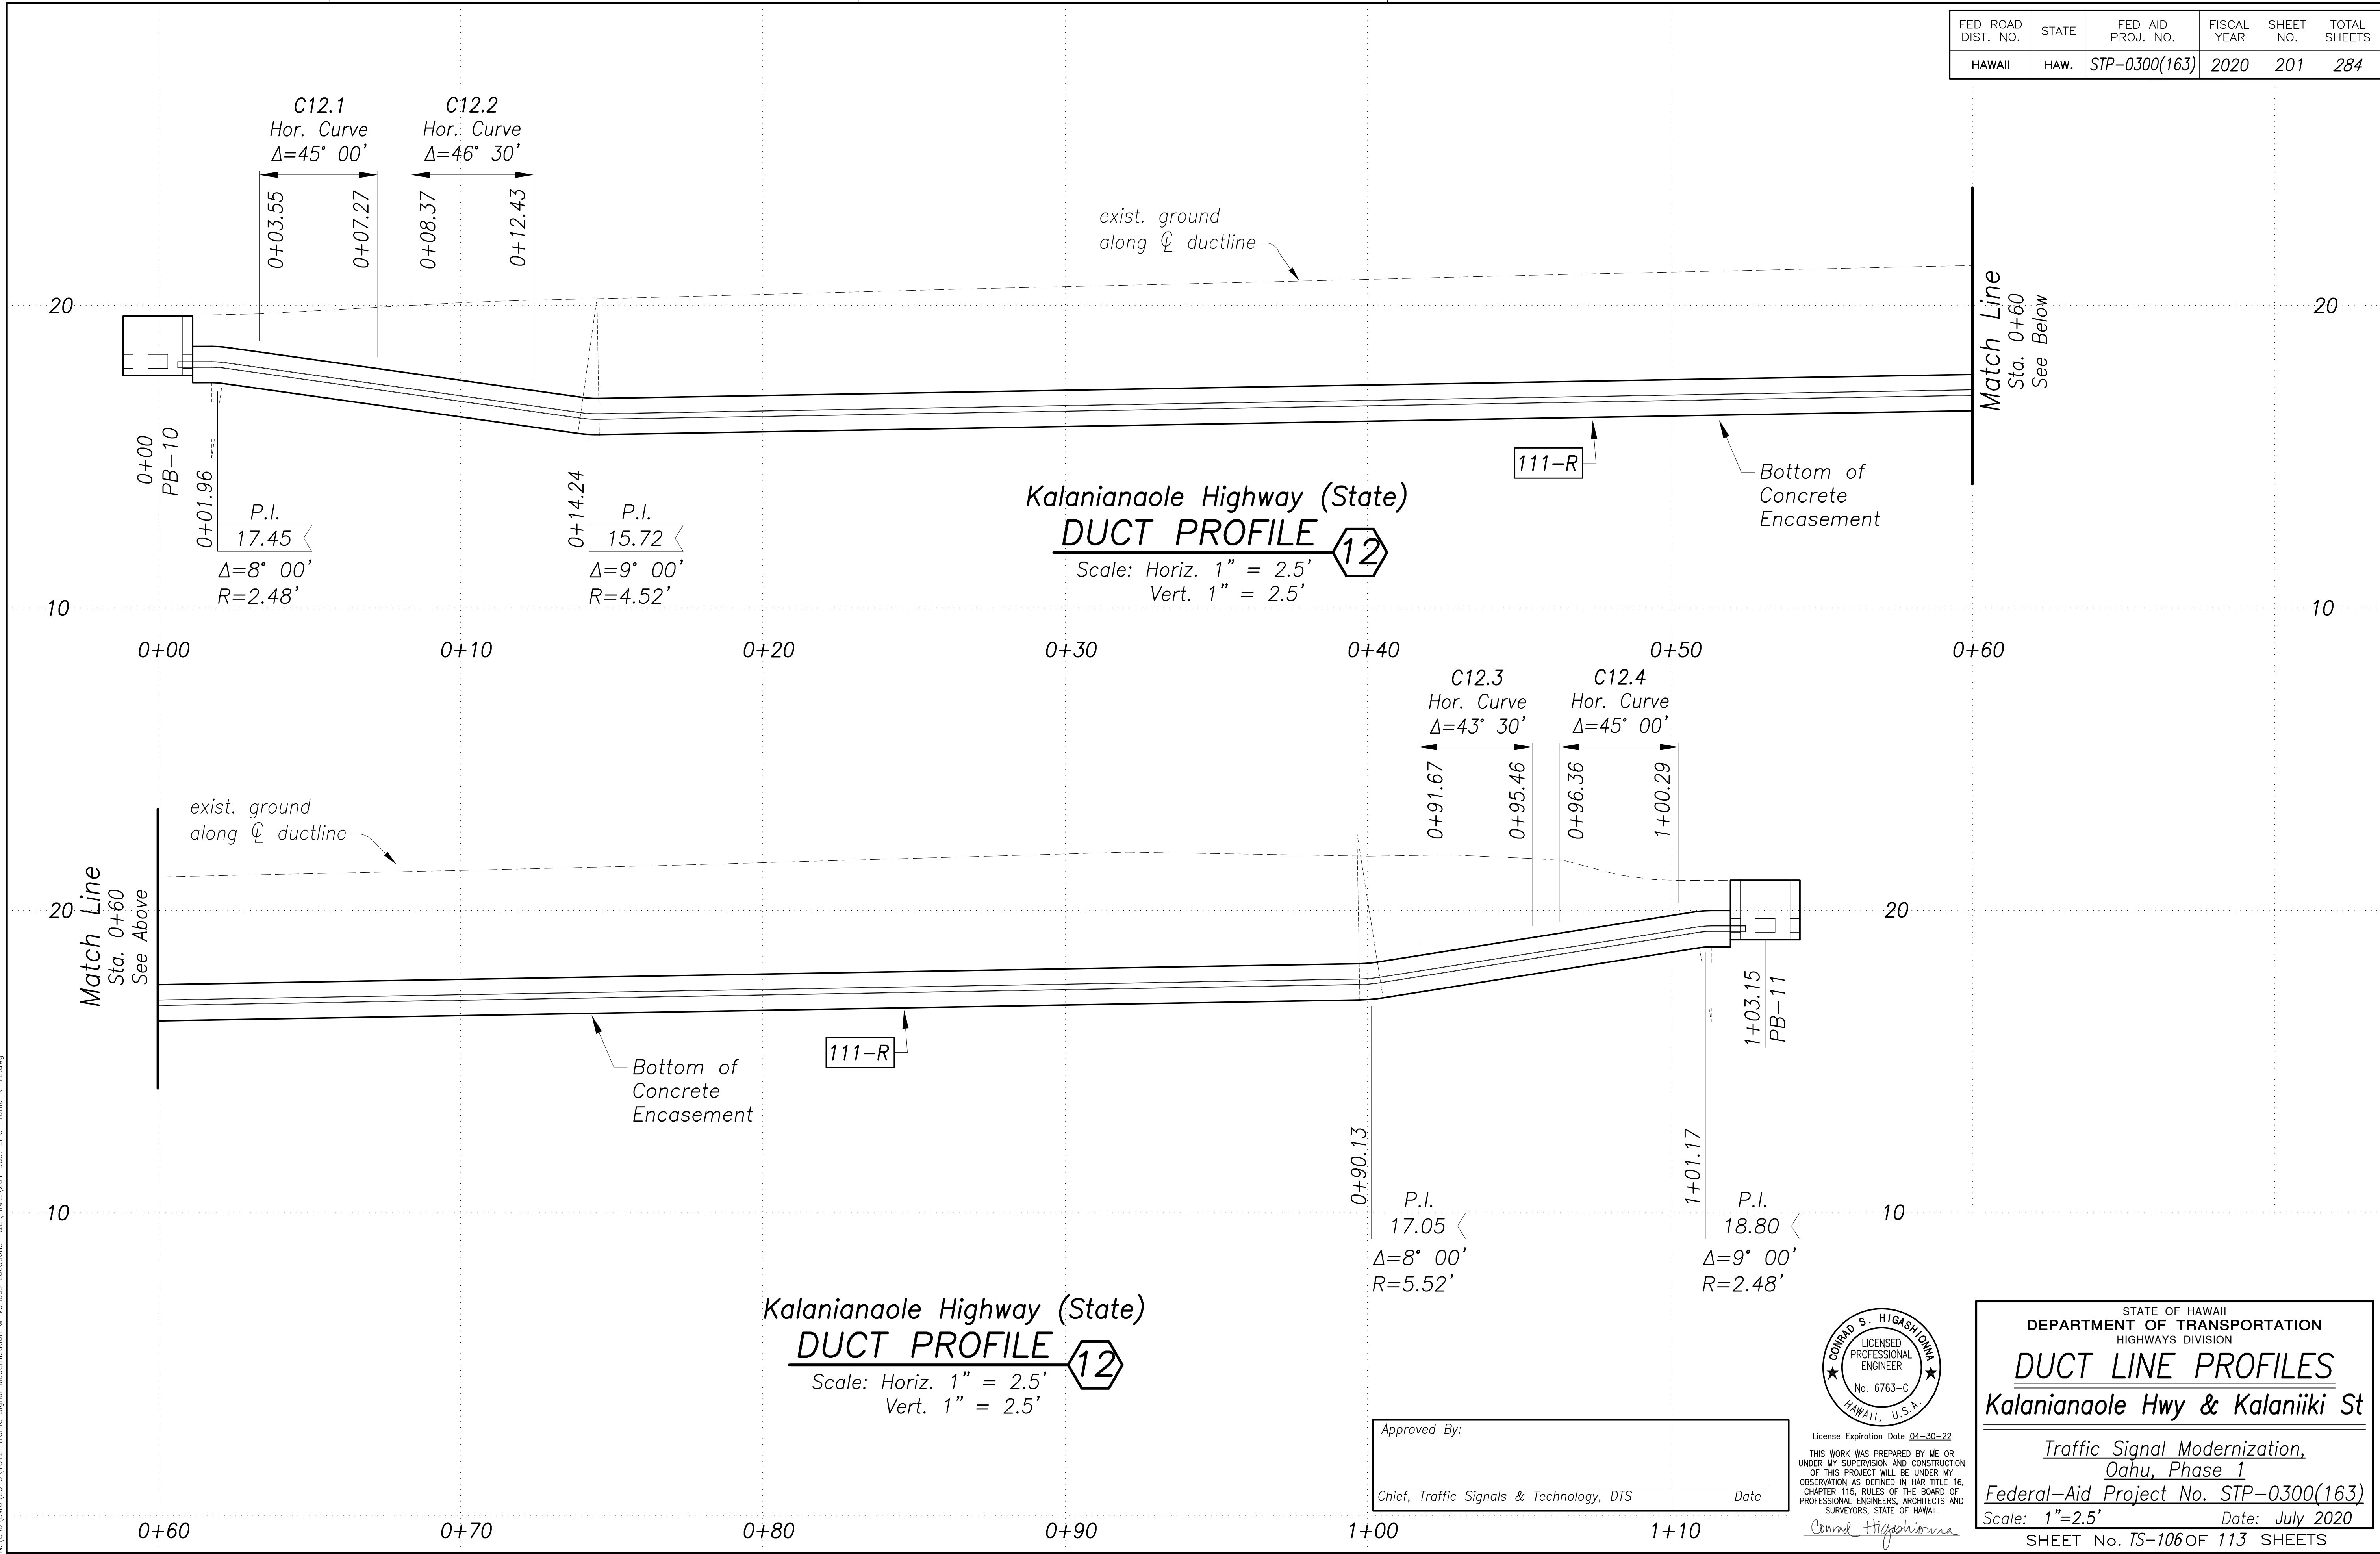 FED ROAD DIST. NO.
STATE
FED AID PROJ. NO.
FISCAL YEAR
SHEET NO.
TOTAL SHEETS
HAWAII
HAW.
STP-0300(163)
2020
201
284
C12.1
Hor. Curve
Δ=45° 00'
0+03.55
0+07.27
C12.2
Hor. Curve
Δ=46° 30'
0+08.37
0+12.43
exist. ground
along ℄ ductline
20
20
Match Line
Sta. 0+60
See Below
0+00
PB-10
0+01.96
P.I.
17.45
Δ=8° 00'
R=2.48'
0+14.24
P.I.
15.72
Δ=9° 00'
R=4.52'
111-R
Bottom of
Concrete
Encasement
Kalanianaole Highway (State)
DUCT PROFILE 12
Scale: Horiz. 1" = 2.5'
Vert. 1" = 2.5'
10
10
0+00
0+10
0+20
0+30
0+40
0+50
0+60
C12.3
Hor. Curve
Δ=43° 30'
0+91.67
0+95.46
C12.4
Hor. Curve
Δ=45° 00'
0+96.36
1+00.29
exist. ground
along ℄ ductline
Match Line
Sta. 0+60
See Above
20
20
111-R
Bottom of
Concrete
Encasement
1+03.15
PB-11
0+90.13
P.I.
17.05
Δ=8° 00'
R=5.52'
1+01.17
P.I.
18.80
Δ=9° 00'
R=2.48'
10
10
Kalanianaole Highway (State)
DUCT PROFILE 12
Scale: Horiz. 1" = 2.5'
Vert. 1" = 2.5'
0+60
0+70
0+80
0+90
1+00
1+10
Approved By:
Chief, Traffic Signals & Technology, DTS Date
CONRAD S. HIGASHIONNA
LICENSED
PROFESSIONAL
ENGINEER
No. 6763-C
HAWAII, U.S.A.
License Expiration Date 04-30-22
THIS WORK WAS PREPARED BY ME OR
UNDER MY SUPERVISION AND CONSTRUCTION
OF THIS PROJECT WILL BE UNDER MY
OBSERVATION AS DEFINED IN HAR TITLE 16,
CHAPTER 115, RULES OF THE BOARD OF
PROFESSIONAL ENGINEERS, ARCHITECTS AND
SURVEYORS, STATE OF HAWAII.
Conrad Higashionna
STATE OF HAWAII
DEPARTMENT OF TRANSPORTATION
HIGHWAYS DIVISION
DUCT LINE PROFILES
Kalanianaole Hwy & Kalaniiki St
Traffic Signal Modernization,
Oahu, Phase 1
Federal-Aid Project No. STP-0300(163)
Scale: 1"=2.5' Date: July 2020
SHEET No. TS-106 OF 113 SHEETS